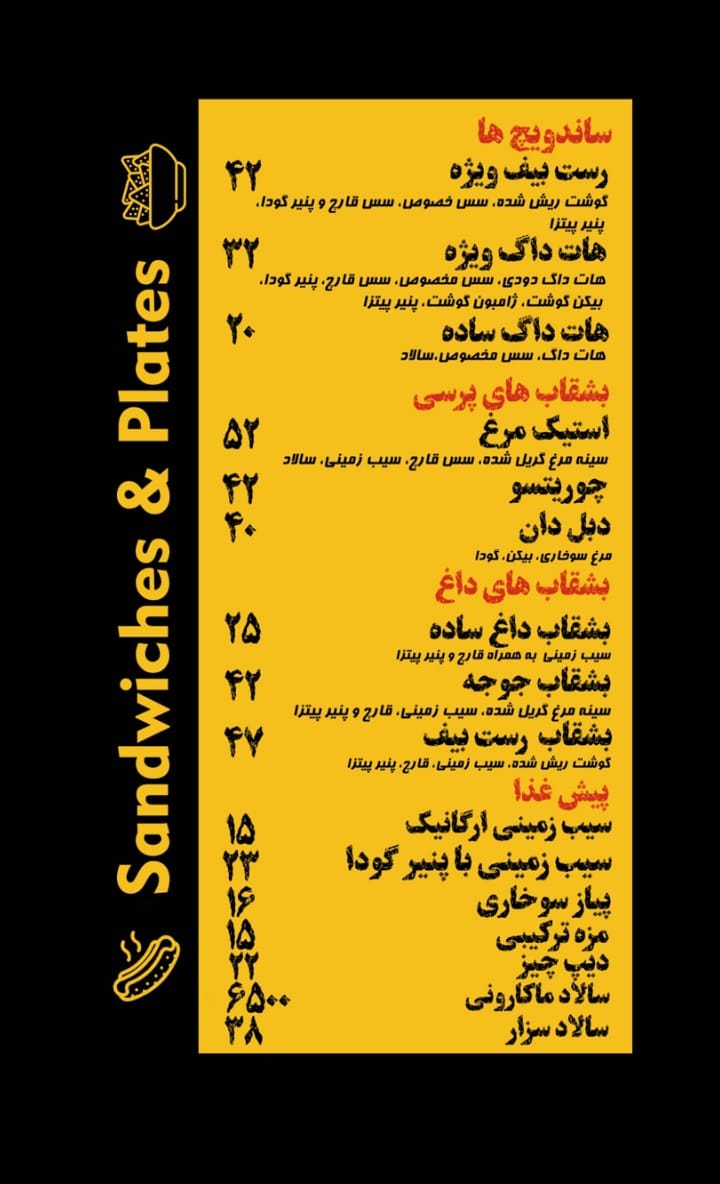 Sandwiches & Plates
ساندویچ ها
رست بیف ویژه ۴۲
گوشت ریش شده، سس خصوص، سس قارچ و پنیر گودا،
پنیر پیتزا
هات داگ ویژه ۳۲
هات داگ دودی، سس مخصوص، سس قارچ، پنیر گودا،
بیکن گوشت، ژامبون گوشت، پنیر پیتزا
هات داگ ساده ۲۰
هات داگ، سس مخصوص،سالاد
بشقاب های پرسی
استیک مرغ ۵۲
سینه مرغ گریل شده، سس قارچ، سیب زمینی، سالاد
چوریتسو ۴۲
دبل دان ۴۰
مرغ سوخاری، بیکن، گودا
بشقاب های داغ
بشقاب داغ ساده ۲۵
سیب زمینی به همراه قارچ و پنیر پیتزا
بشقاب جوجه ۴۲
سینه مرغ گریل شده، سیب زمینی، قارچ و پنیر پیتزا
بشقاب رست بیف ۴۷
گوشت ریش شده، سیب زمینی، قارچ، پنیر پیتزا
پیش غذا
سیب زمینی ارگانیک ۱۵
سیب زمینی با پنیر گودا ۲۳
پیاز سوخاری ۱۶
مزه ترکیبی ۱۵
دیپ چیز ۲۲
سالاد ماکارونی ۶۵۰۰
سالاد سزار ۳۸